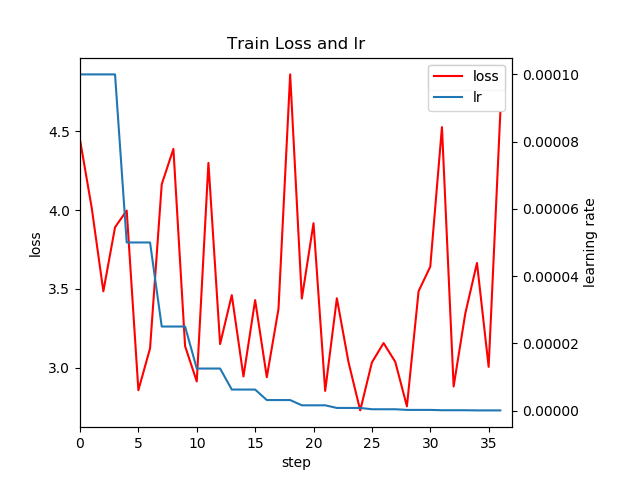 Train Loss and lr
loss
lr
4.5
4.0
3.5
3.0
loss
0.00010
0.00008
0.00006
0.00004
0.00002
0.00000
learning rate
0 5 10 15 20 25 30 35
step